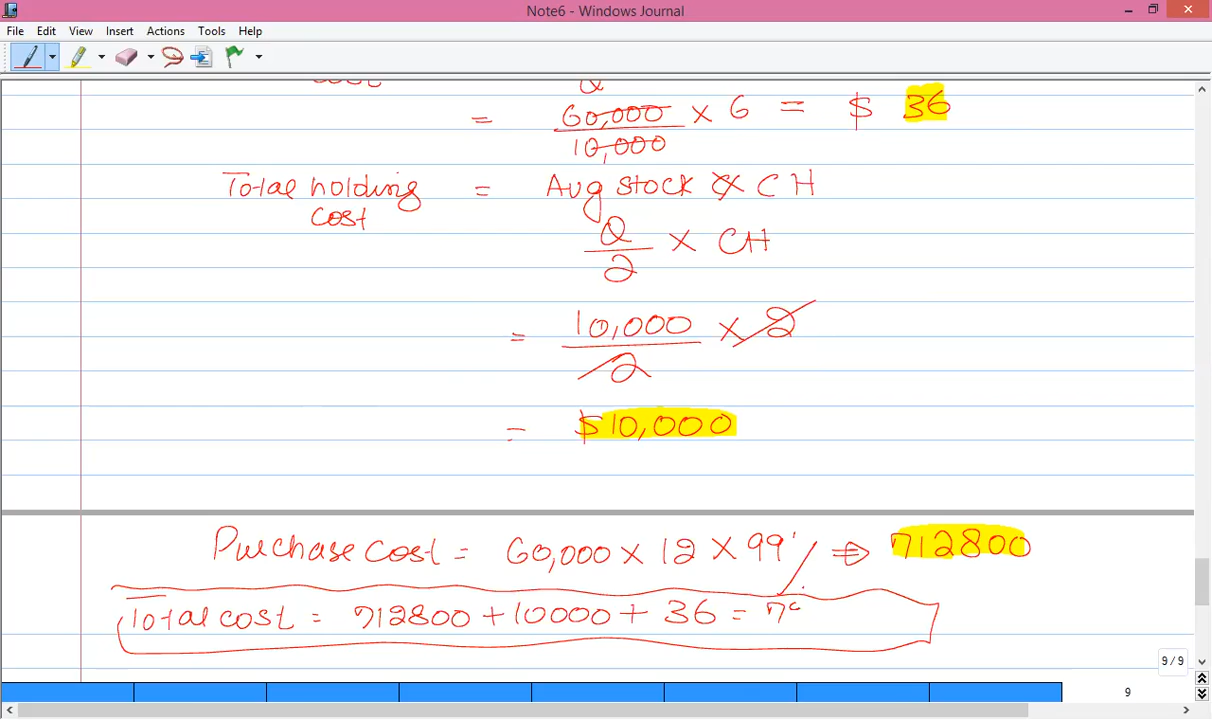 Note6 - Windows Journal
File Edit View Insert Actions Tools Help
cost Q
= 60,000 × 6 = $ 36
10,000
Total holding = Avg stock × CH
cost
Q × CH
2
= 10,000 × 2
2
= $10,000
Purchase Cost = 60,000 × 12 × 99% ⇒ 712800
Total cost = 712800 + 10000 + 36 = 7
9 / 9
9